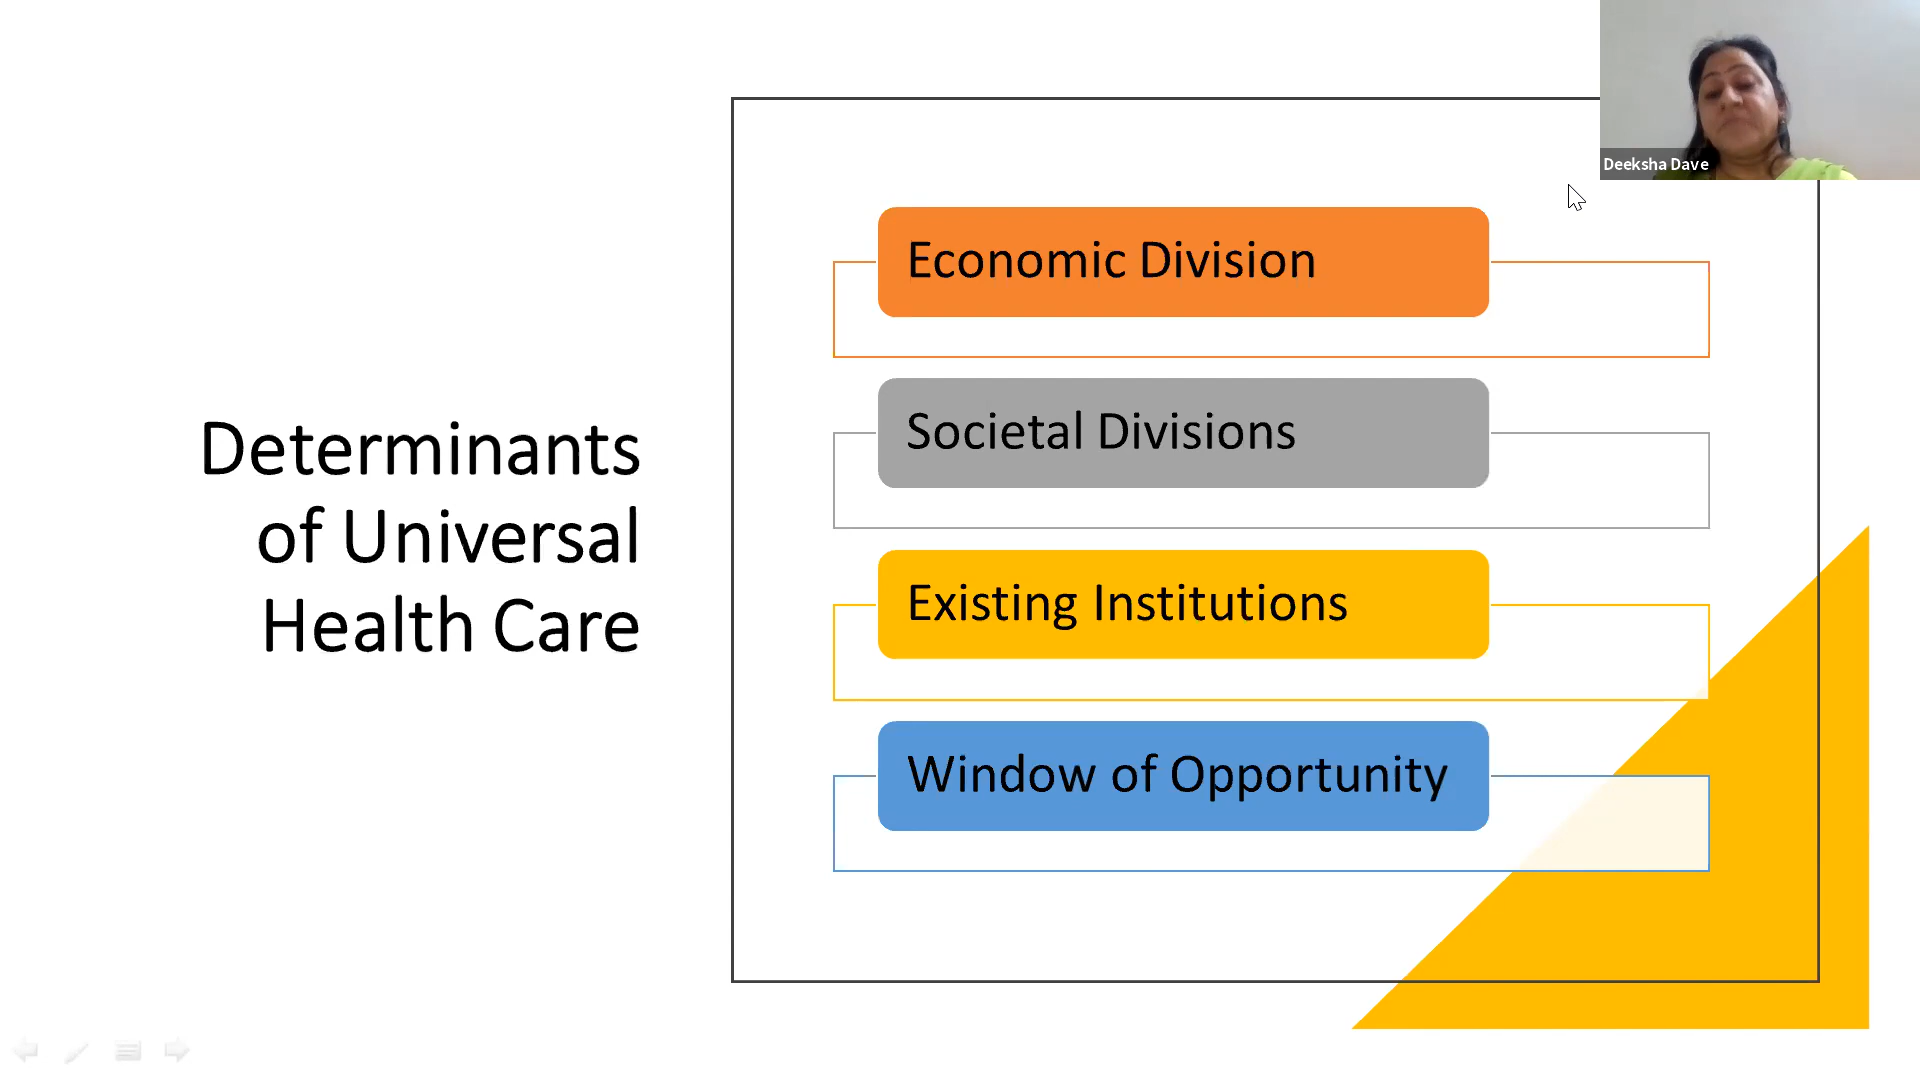 Deeksha Dave
Determinants
of Universal
Health Care
Economic Division
Societal Divisions
Existing Institutions
Window of Opportunity